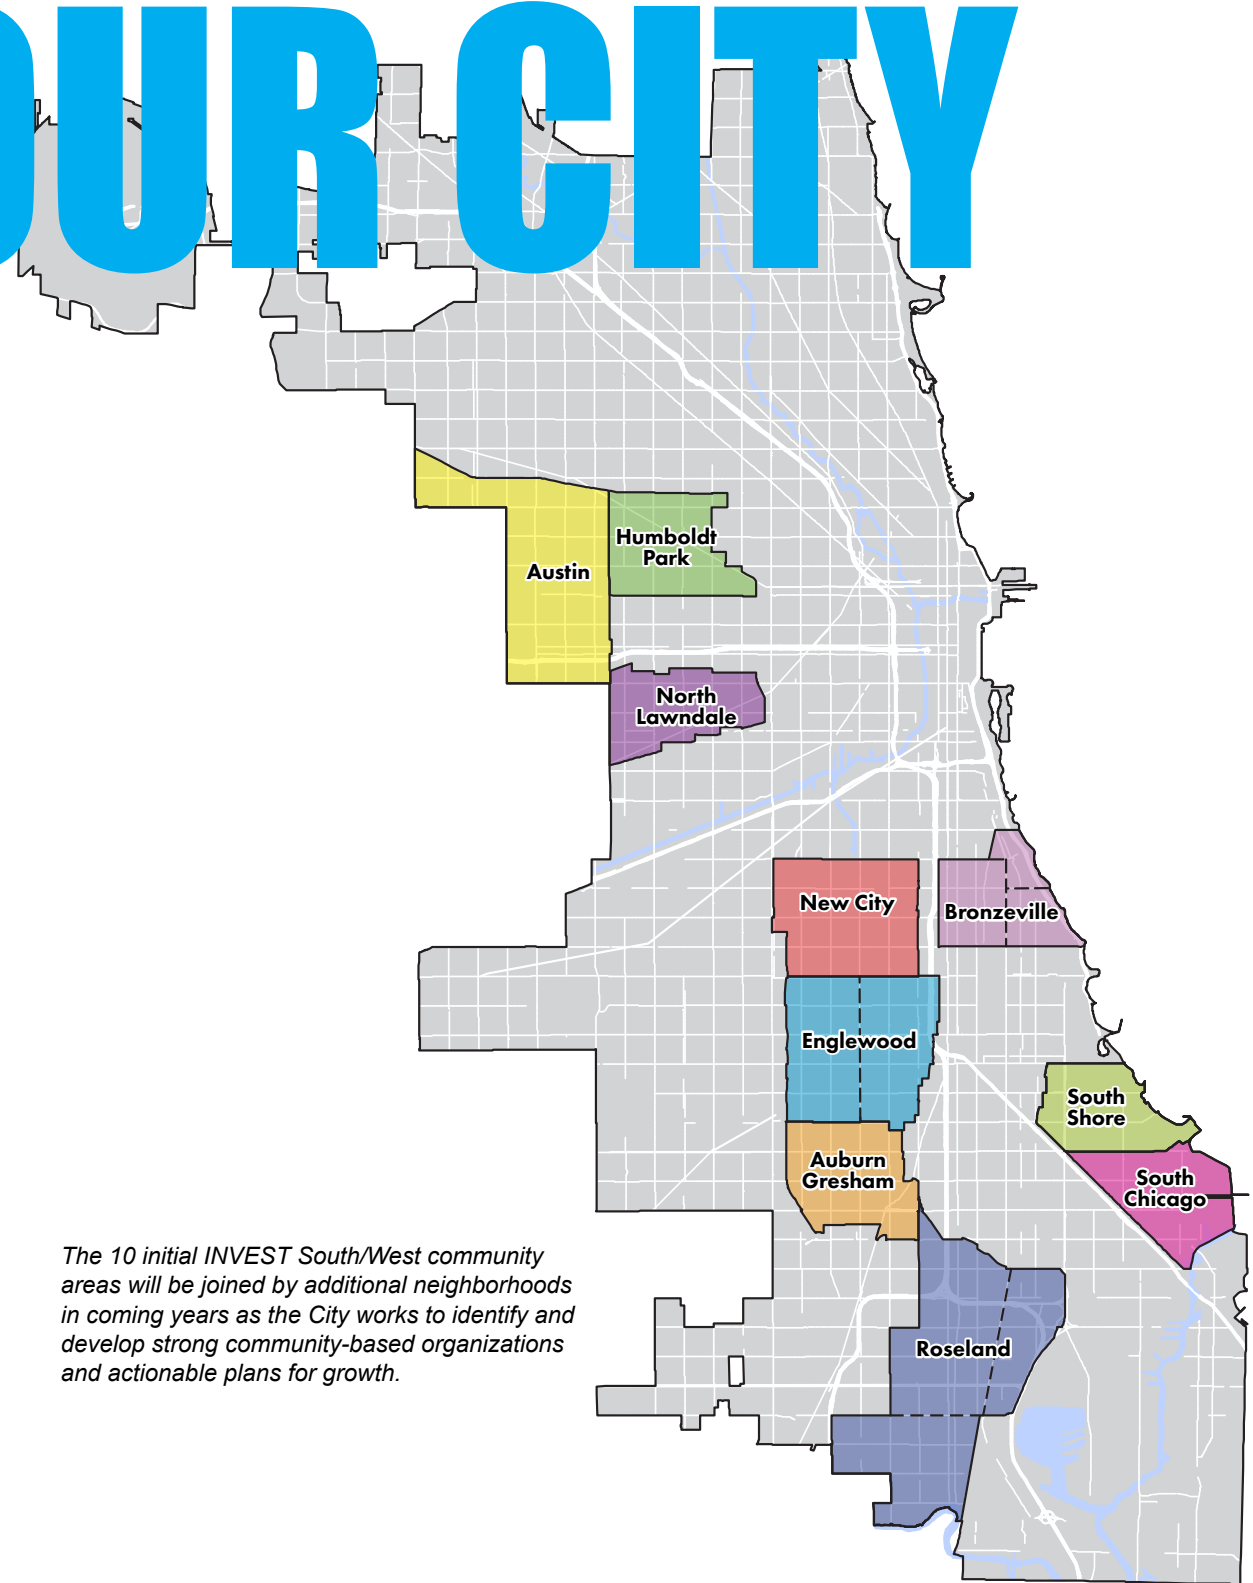 OUR CITY
Humboldt
Park
Austin
North
Lawndale
New City
Bronzeville
Englewood
South
Shore
Auburn
Gresham
South
Chicago
The 10 initial INVEST South/West community
areas will be joined by additional neighborhoods
in coming years as the City works to identify and
develop strong community-based organizations
and actionable plans for growth.
Roseland